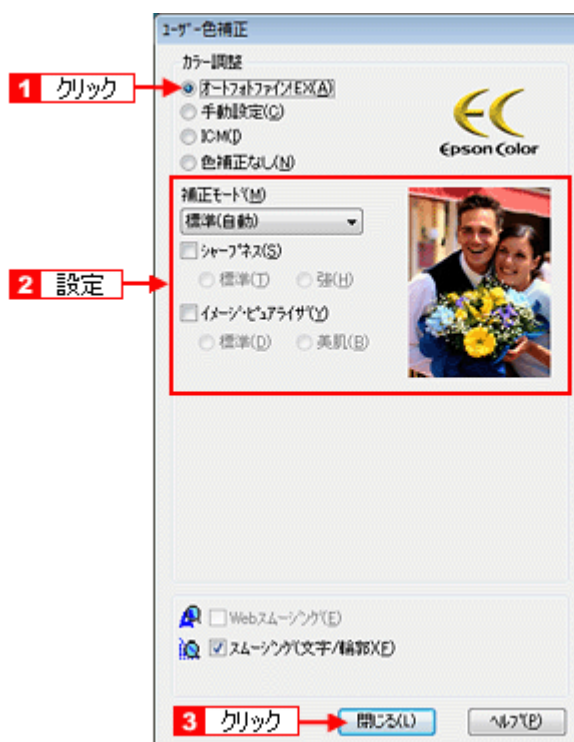 ユーザー色補正
カラー調整
1 クリック
オートフォトファイン!EX(A)
手動設定(C)
ICM(I)
色補正なし(N)
EPSON Color
補正モード(M)
標準(自動)
シャープネス(S)
標準(T) 強(H)
2 設定
イメージ・ピュアライザ(Y)
標準(D) 美肌(B)
Webスムージング(E)
スムージング(文字/輪郭)(F)
3 クリック
閉じる(L) ヘルプ(P)